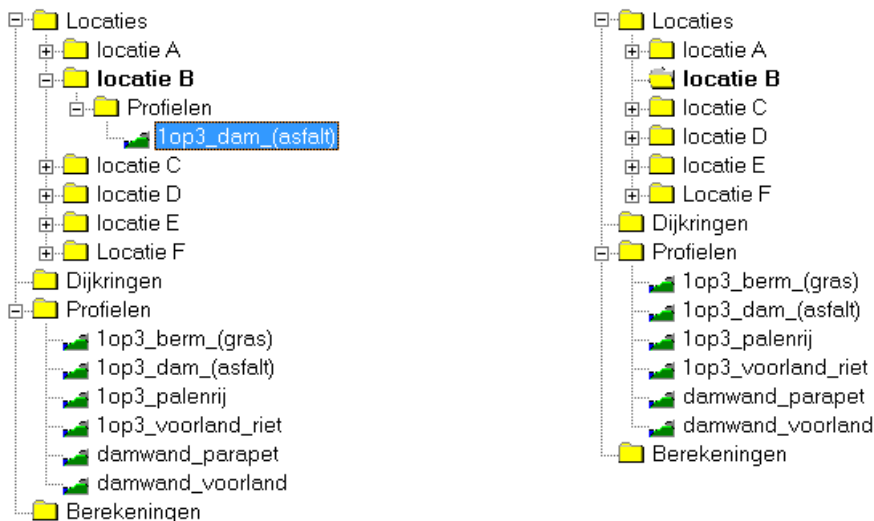 Locaties
locatie A
locatie B
Profielen
1op3_dam_(asfalt)
locatie C
locatie D
locatie E
Locatie F
Dijkringen
Profielen
1op3_berm_(gras)
1op3_dam_(asfalt)
1op3_palenrij
1op3_voorland_riet
damwand_parapet
damwand_voorland
Berekeningen
Locaties
locatie A
locatie B
locatie C
locatie D
locatie E
Locatie F
Dijkringen
Profielen
1op3_berm_(gras)
1op3_dam_(asfalt)
1op3_palenrij
1op3_voorland_riet
damwand_parapet
damwand_voorland
Berekeningen